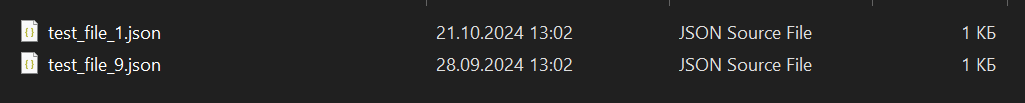 test_file_1.json 21.10.2024 13:02 JSON Source File 1 КБ
test_file_9.json 28.09.2024 13:02 JSON Source File 1 КБ